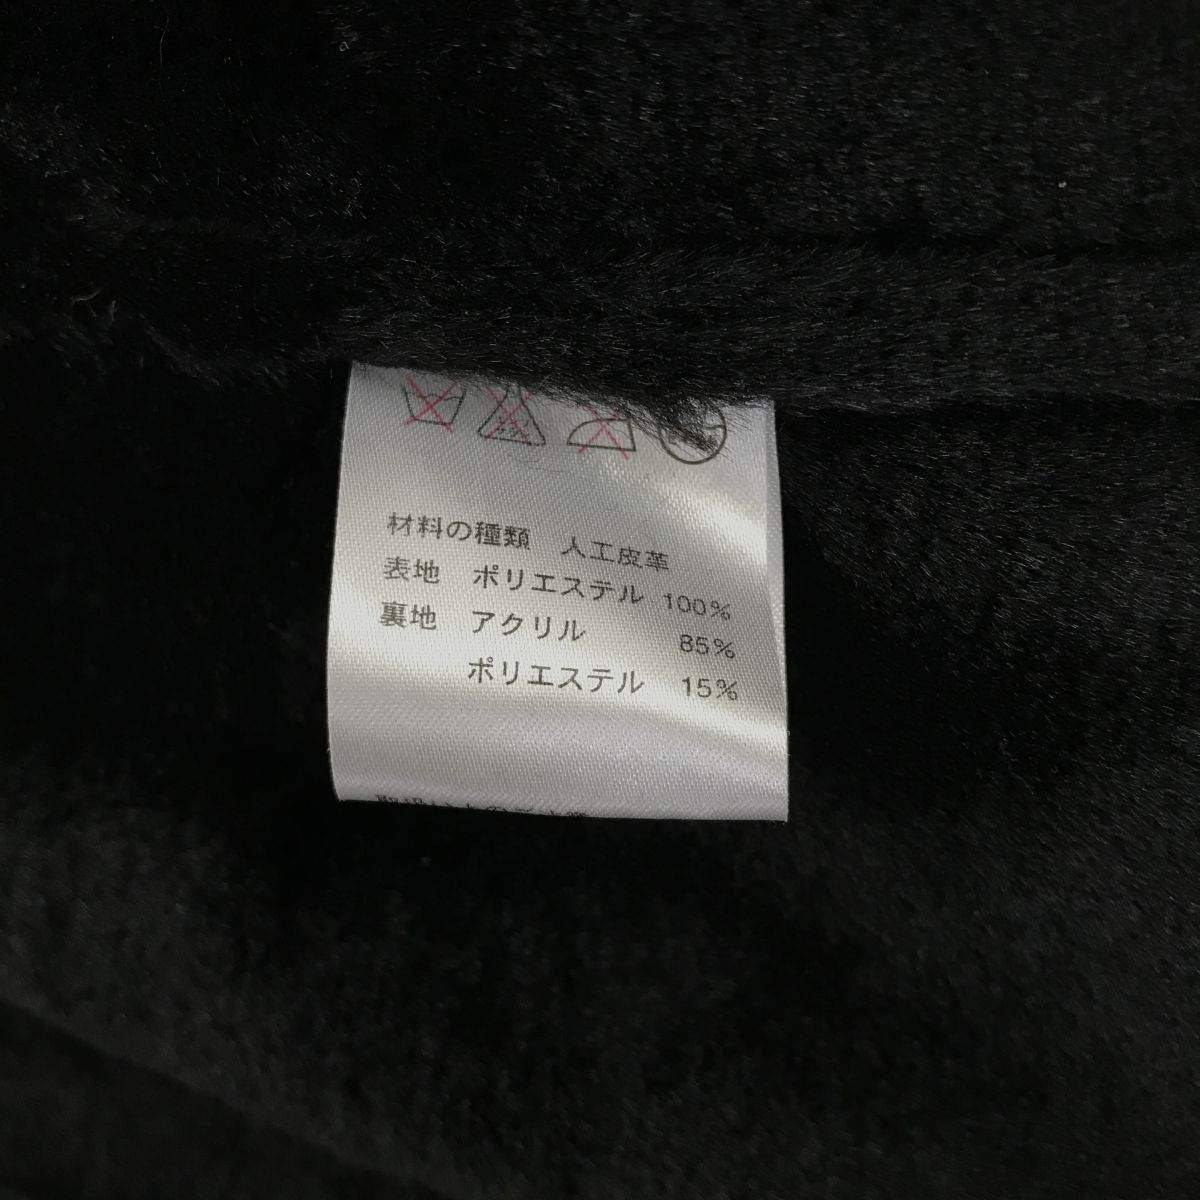 材料の種類 人工皮革
表地 ポリエステル 100%
裏地 アクリル 85%
ポリエステル 15%